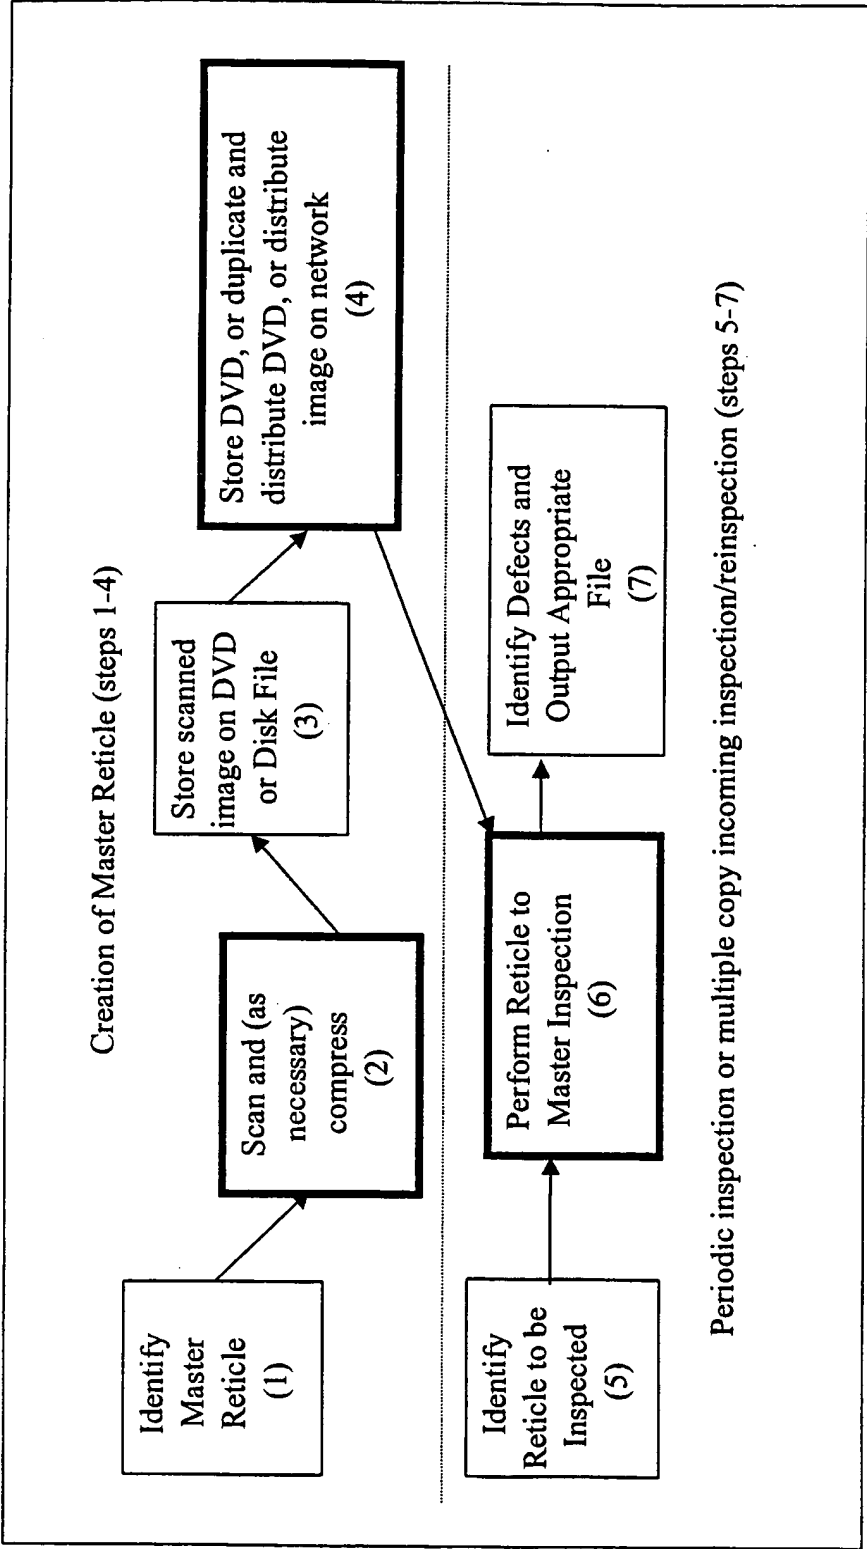 Creation of Master Reticle (steps 1-4)
Identify
Master
Reticle
(1)
Scan and (as
necessary)
compress
(2)
Store scanned
image on DVD
or Disk File
(3)
Store DVD, or duplicate and
distribute DVD, or distribute
image on network
(4)
Identify
Reticle to be
Inspected
(5)
Perform Reticle to
Master Inspection
(6)
Identify Defects and
Output Appropriate
File
(7)
Periodic inspection or multiple copy incoming inspection/reinspection (steps 5-7)